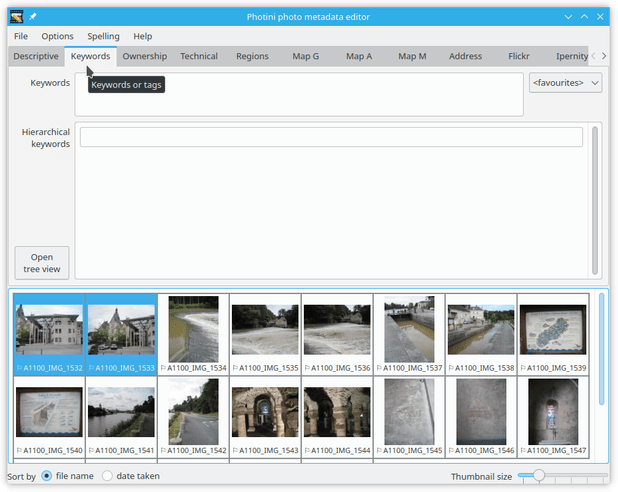 Photini photo metadata editor
File Options Spelling Help
Descriptive Keywords Ownership Technical Regions Map G Map A Map M Address Flickr Ipernity
Keywords
Keywords or tags
<favourites>
Hierarchical
keywords
Open
tree view
A1100_IMG_1532 A1100_IMG_1533 A1100_IMG_1534 A1100_IMG_1535 A1100_IMG_1536 A1100_IMG_1537 A1100_IMG_1538 A1100_IMG_1539
A1100_IMG_1540 A1100_IMG_1541 A1100_IMG_1542 A1100_IMG_1543 A1100_IMG_1544 A1100_IMG_1545 A1100_IMG_1546 A1100_IMG_1547
Sort by file name date taken Thumbnail size